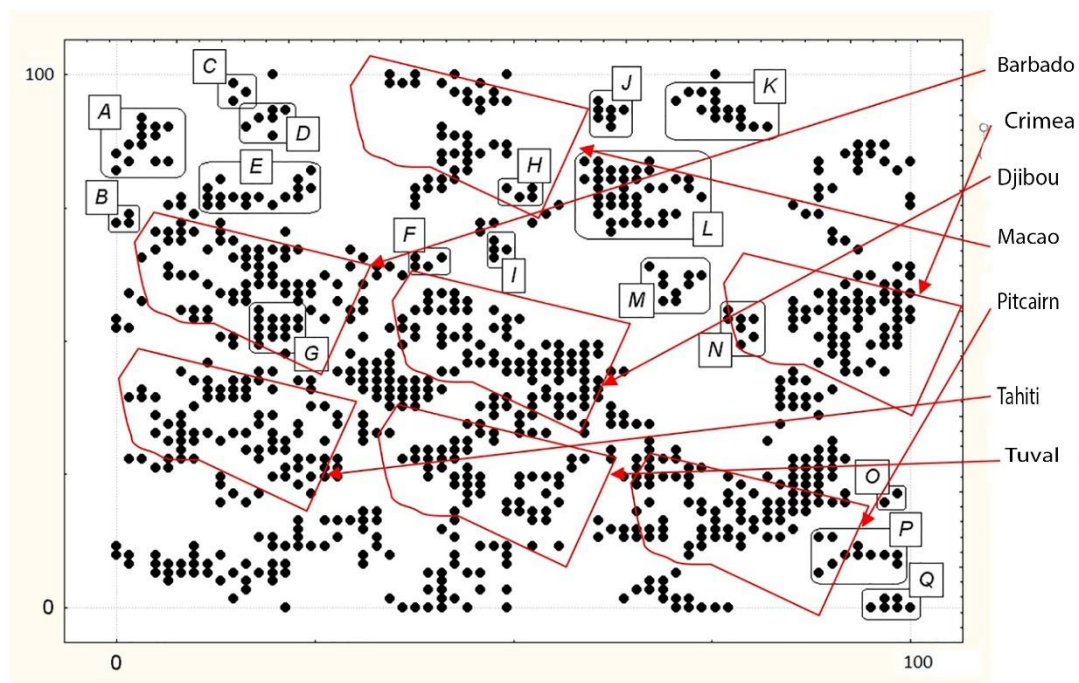 Barbado
C
J
K
100
A
Crimea
D
H
E
Djibou
B
F
L
Macao
I
M
Pitcairn
N
G
Tahiti
Tuval
O
P
Q
0
0
100